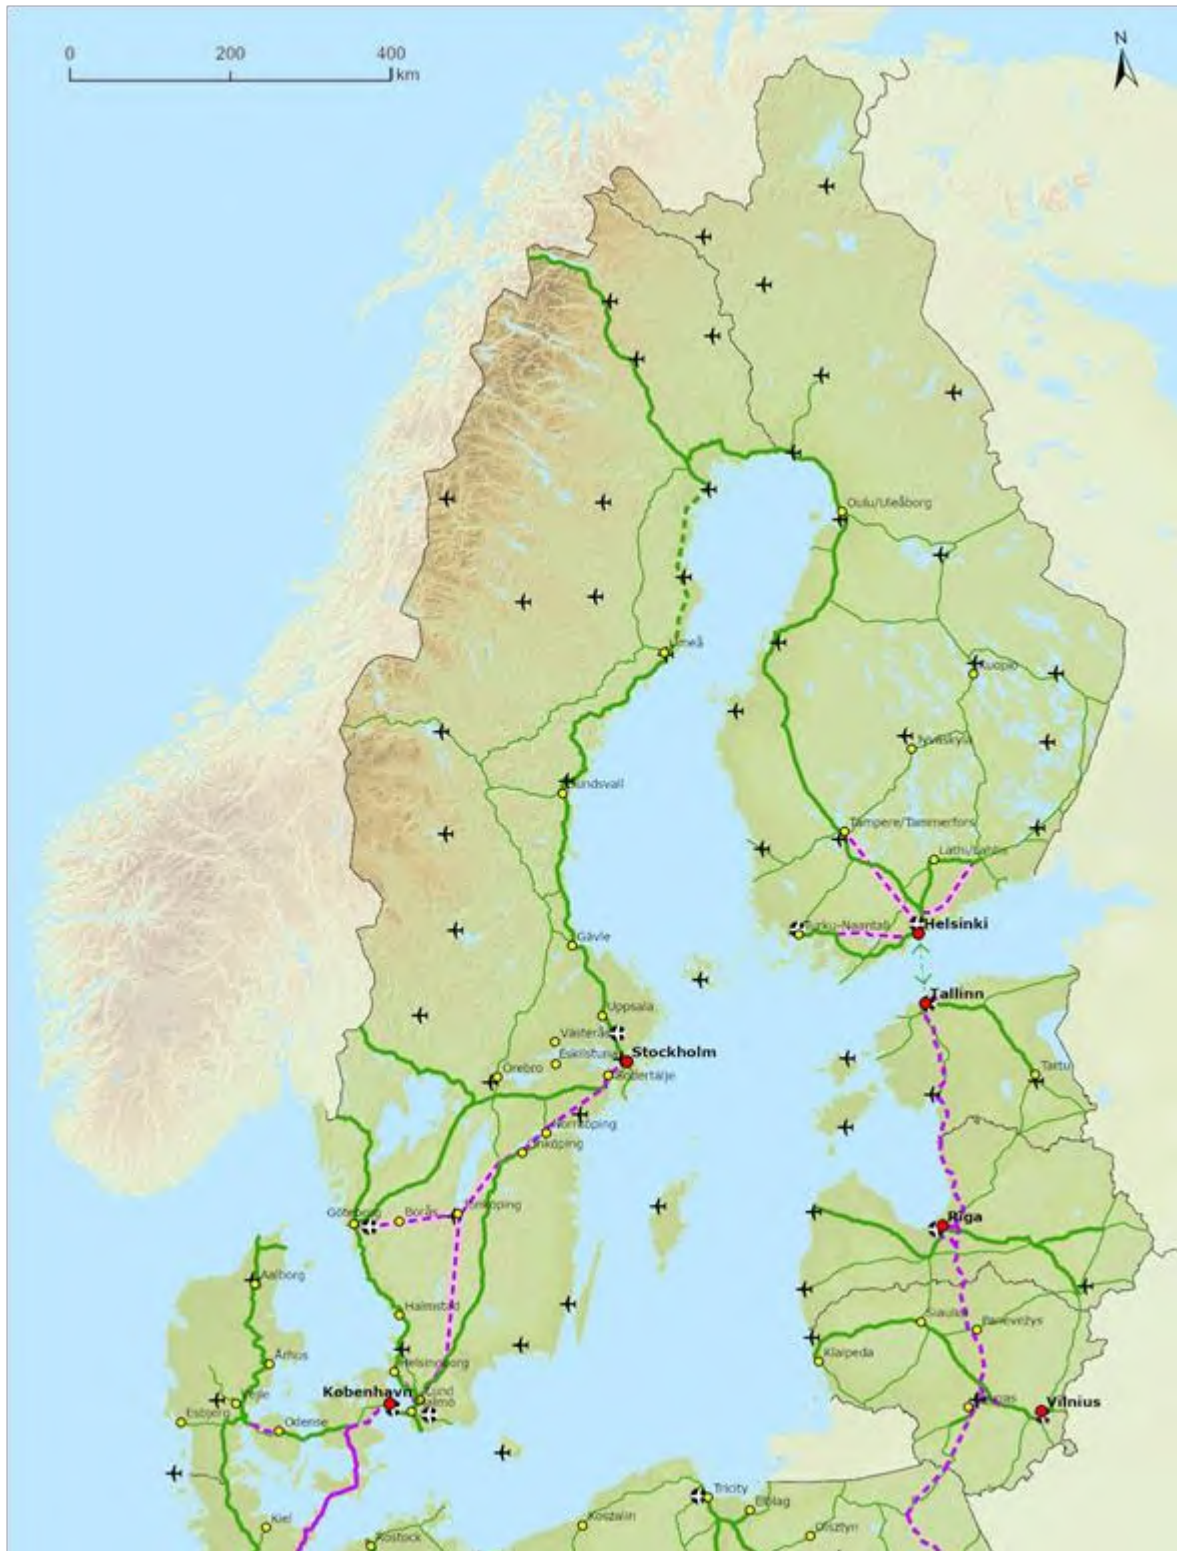 N
0 200 400
km
Oulu/Uleåborg
Umeå
Kuopio
Jyväskylä
Sundsvall
Tampere/Tammerfors
Helsinki
Turku-Naantali
Gävle
Tallinn
Uppsala
Västerås
Stockholm
Eskilstuna
Örebro
Södertälje
Tartu
Norrköping
Linköping
Jönköping
Göteborg
Borås
Riga
Aalborg
Halmstad
Siauliai
Panevėžys
Århus
Helsingborg
Klaipeda
København
Lund
Malmö
Vejle
Kaunas
Vilnius
Esbjerg
Odense
Tricity
Elbląg
Kiel
Koszalin
Olsztyn
Rostock